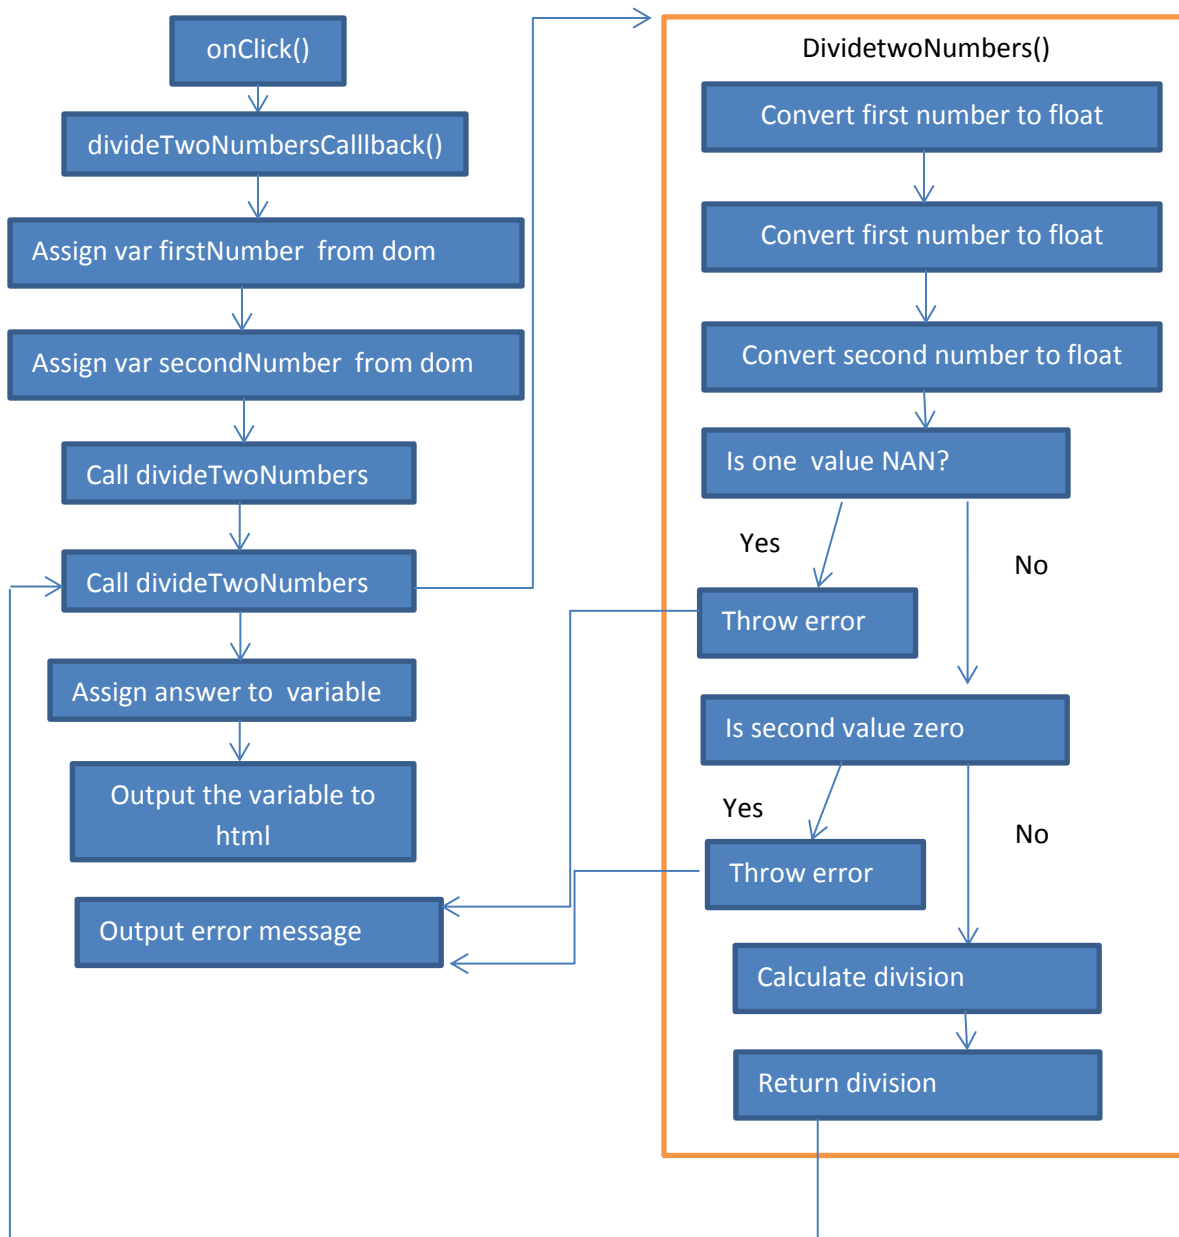 onClick()
divideTwoNumbersCalllback()
Assign var firstNumber from dom
Assign var secondNumber from dom
Call divideTwoNumbers
Call divideTwoNumbers
Assign answer to variable
Output the variable to
html
Output error message
DividetwoNumbers()
Convert first number to float
Convert first number to float
Convert second number to float
Is one value NAN?
Yes
No
Throw error
Is second value zero
Yes
No
Throw error
Calculate division
Return division